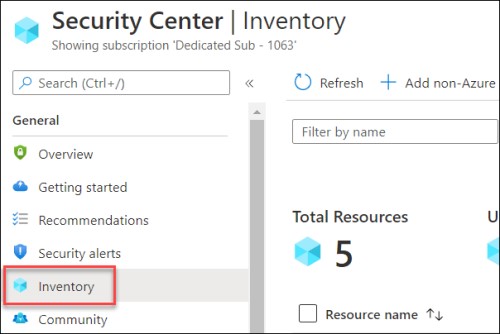 Security Center | Inventory
Showing subscription 'Dedicated Sub - 1063'
Search (Ctrl+/)
«
Refresh
Add non-Azure
General
Filter by name
Overview
Getting started
Recommendations
Total Resources
U
Security alerts
5
Inventory
Resource name ↑↓
Community